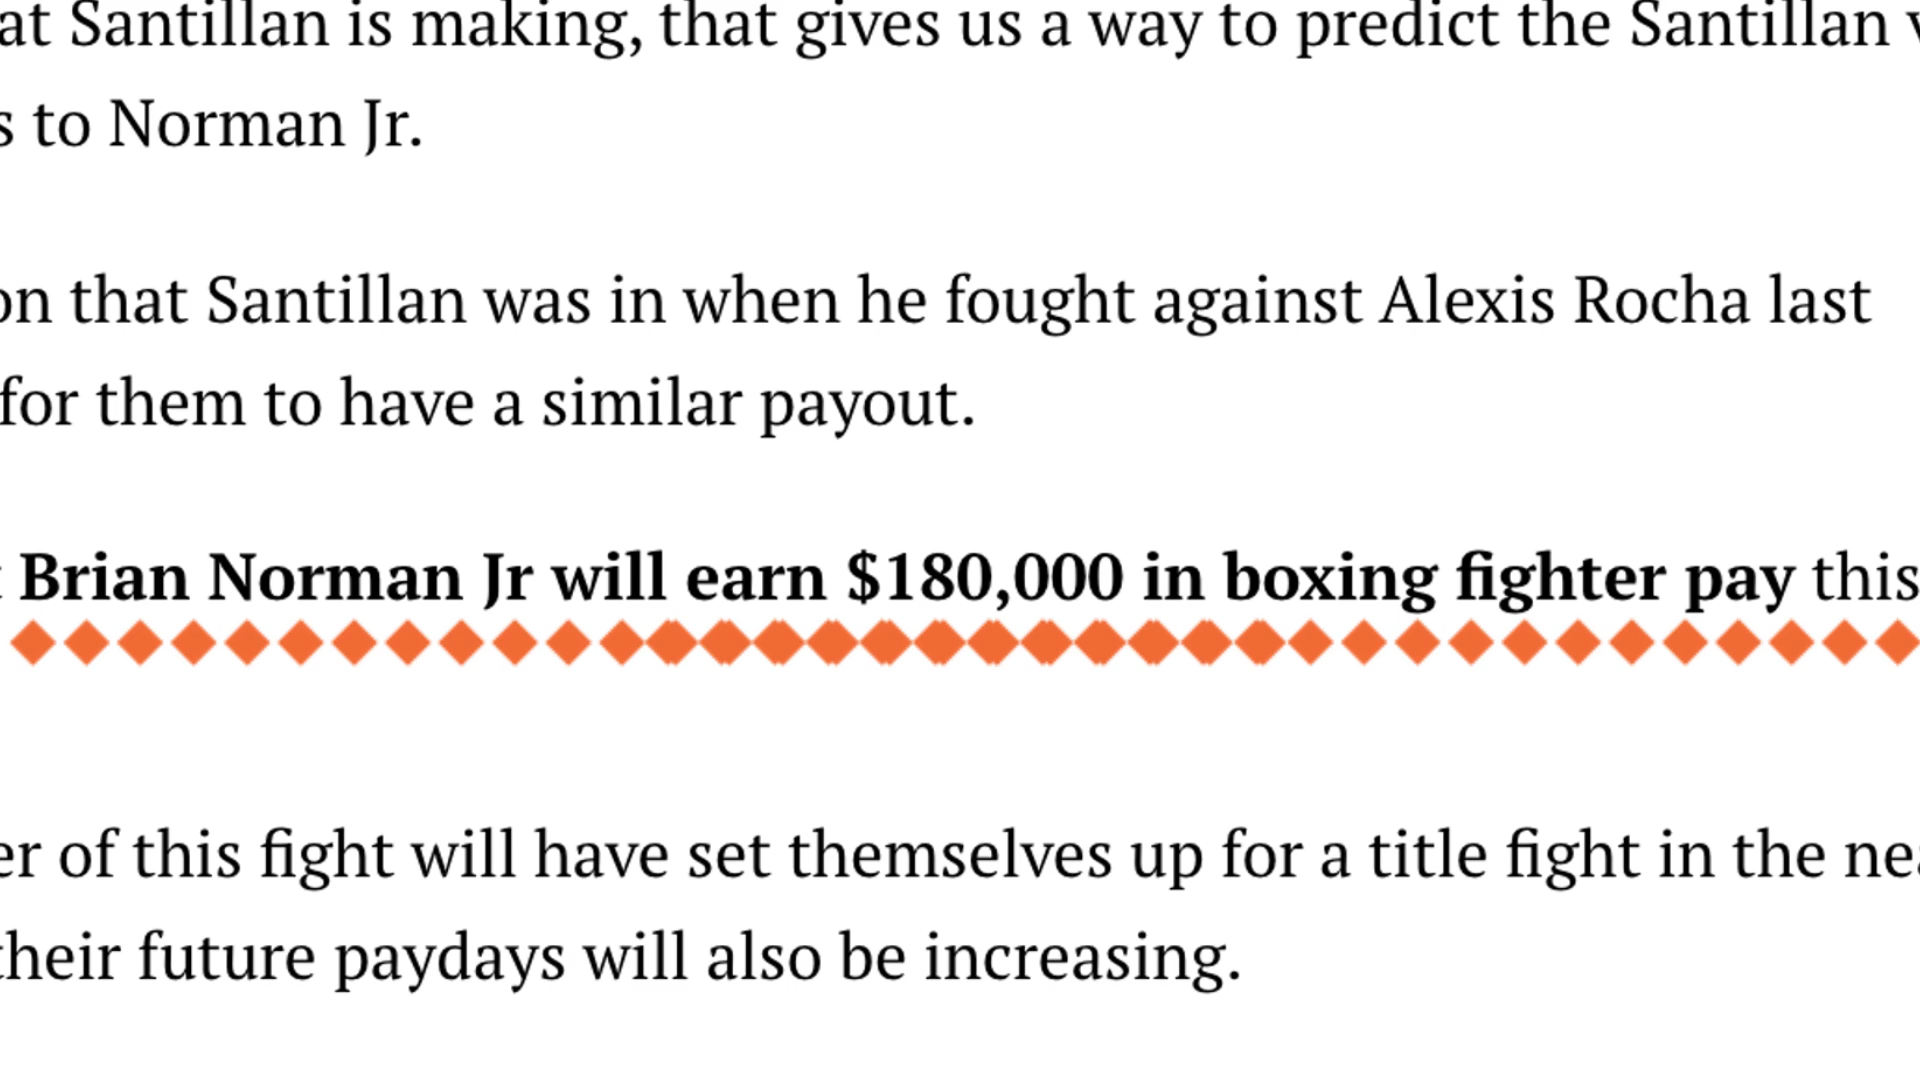 at Santillan is making, that gives us a way to predict the Santillan
s to Norman Jr.
on that Santillan was in when he fought against Alexis Rocha last
for them to have a similar payout.
Brian Norman Jr will earn $180,000 in boxing fighter pay this
er of this fight will have set themselves up for a title fight in the nea
their future paydays will also be increasing.